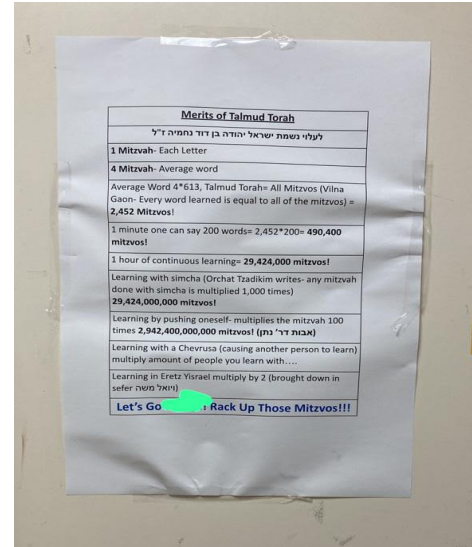 Merits of Talmud Torah
לעלוי נשמת ישראל יהודה בן דוד נחמיה ז"ל
1 Mitzvah- Each Letter
4 Mitzvah- Average word
Average Word 4*613, Talmud Torah= All Mitzvos (Vilna
Gaon- Every word learned is equal to all of the mitzvos) =
2,452 Mitzvos!
1 minute one can say 200 words= 2,452*200= 490,400
mitzvos!
1 hour of continuous learning= 29,424,000 mitzvos!
Learning with simcha (Orchat Tzadikim writes- any mitzvah
done with simcha is multiplied 1,000 times)
29,424,000,000 mitzvos!
Learning by pushing oneself- multiplies the mitzvah 100
times 2,942,400,000,000 mitzvos! (אבות דר' נתן)
Learning with a Chevrusa (causing another person to learn)
multiply amount of people you learn with....
Learning in Eretz Yisrael multiply by 2 (brought down in
sefer ויואל משה)
Let's Go ! Rack Up Those Mitzvos!!!